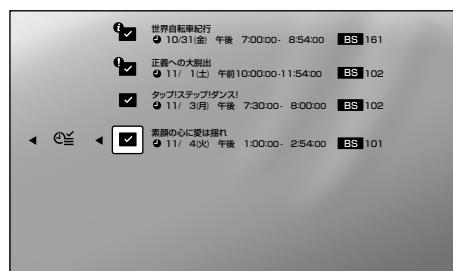 世界自転車紀行
10/31(金) 午後 7:00:00- 8:54:00 BS 161
正義への大脱出
11/ 1(土) 午前10:00:00-11:54:00 BS 102
タップ!ステップ!ダンス!
11/ 3(月) 午後 7:30:00- 8:00:00 BS 102
素顔の心に愛は揺れ
11/ 4(火) 午後 1:00:00- 2:54:00 BS 101